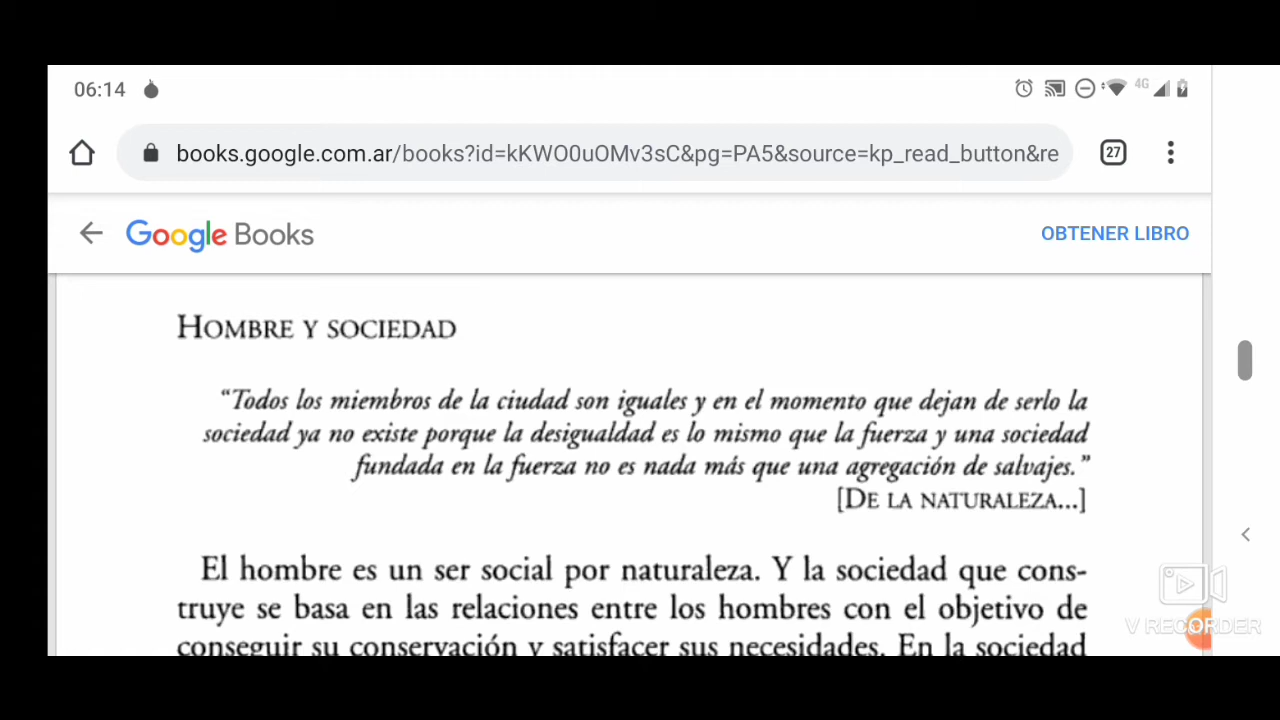 06:14
4G
books.google.com.ar/books?id=kKWO0uOMv3sC&pg=PA5&source=kp_read_button&re
27
Google Books
OBTENER LIBRO
HOMBRE Y SOCIEDAD
“Todos los miembros de la ciudad son iguales y en el momento que dejan de serlo la
sociedad ya no existe porque la desigualdad es lo mismo que la fuerza y una sociedad
fundada en la fuerza no es nada más que una agregación de salvajes.”
[DE LA NATURALEZA...]
El hombre es un ser social por naturaleza. Y la sociedad que cons-
truye se basa en las relaciones entre los hombres con el objetivo de
conseguir su conservación y satisfacer sus necesidades. En la sociedad
V RECORDER